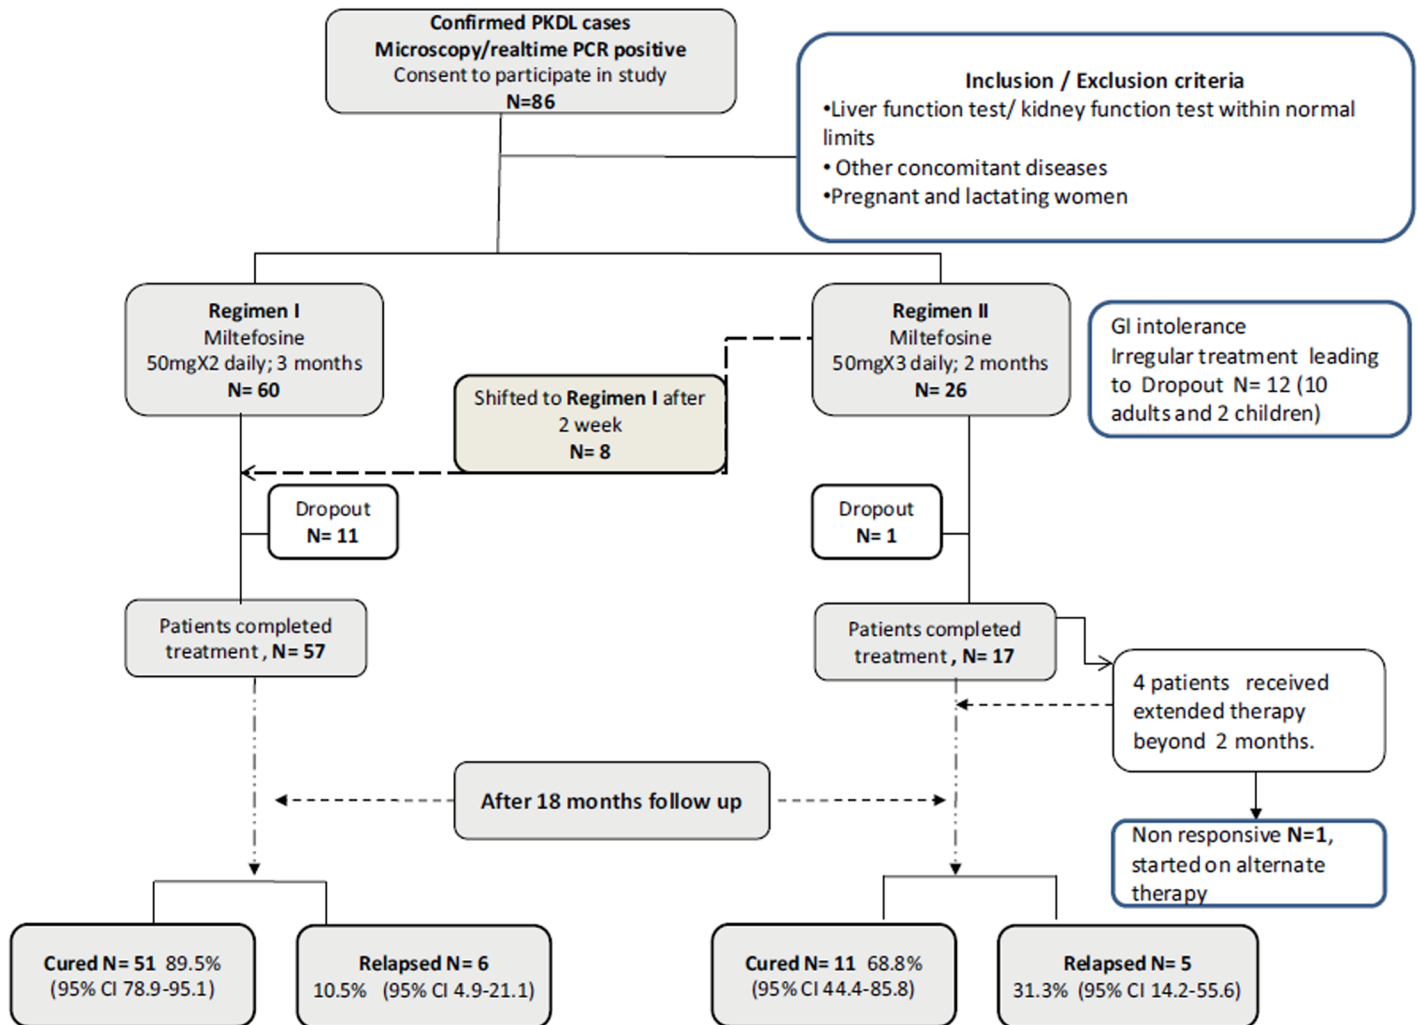 Confirmed PKDL cases
Microscopy/realtime PCR positive
Consent to participate in study
N=86
Inclusion / Exclusion criteria
•Liver function test/ kidney function test within normal
limits
• Other concomitant diseases
•Pregnant and lactating women
Regimen I
Miltefosine
50mgX2 daily; 3 months
N= 60
Regimen II
Miltefosine
50mgX3 daily; 2 months
N= 26
GI intolerance
Irregular treatment leading
to Dropout N= 12 (10
adults and 2 children)
Shifted to Regimen I after
2 week
N= 8
Dropout
N= 11
Dropout
N= 1
Patients completed
treatment , N= 57
Patients completed
treatment , N= 17
4 patients received
extended therapy
beyond 2 months.
After 18 months follow up
Non responsive N=1,
started on alternate
therapy
Cured N= 51 89.5%
(95% CI 78.9-95.1)
Relapsed N= 6
10.5% (95% CI 4.9-21.1)
Cured N= 11 68.8%
(95% CI 44.4-85.8)
Relapsed N= 5
31.3% (95% CI 14.2-55.6)